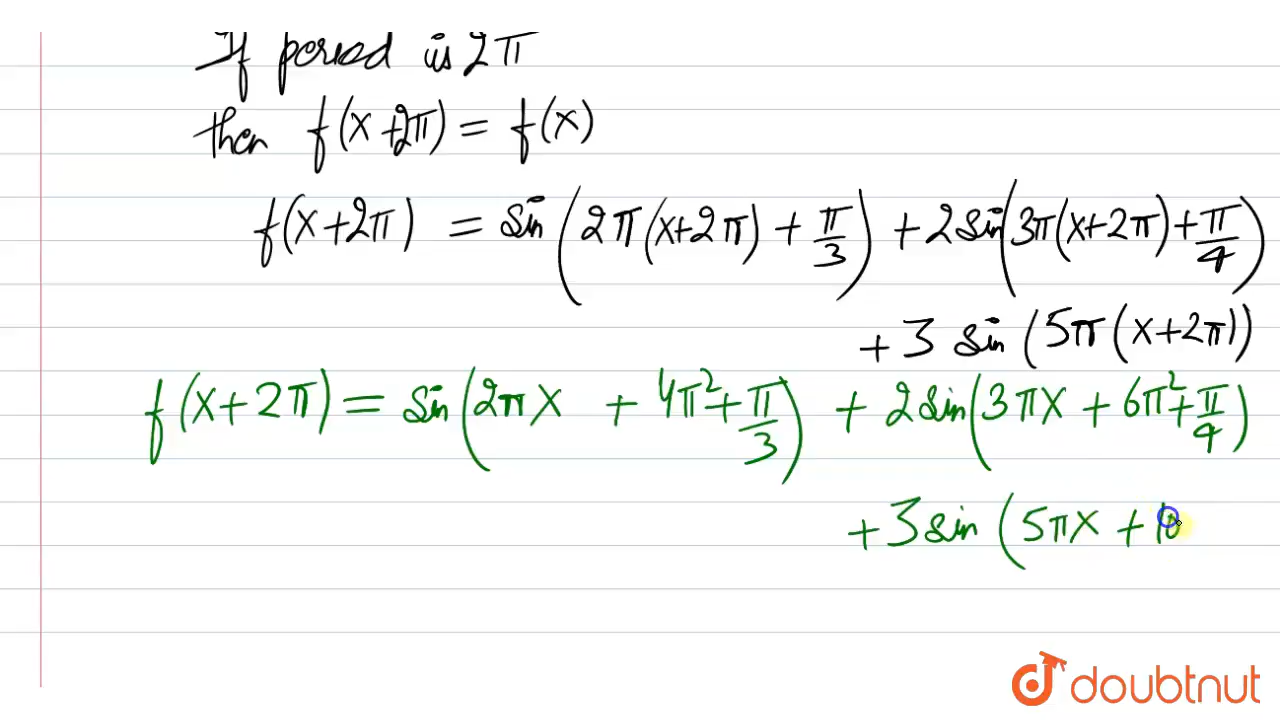 If period is 2π
then f(x+2π) = f(x)
f(x+2π) = sin(2π(x+2π) + π/3) + 2sin(3π(x+2π)+π/4)
+ 3 sin(5π(x+2π))
f(x+2π) = sin(2πx + 4π²+π/3) + 2sin(3πx + 6π²+π/4)
+3sin(5πx + 10
doubtnut